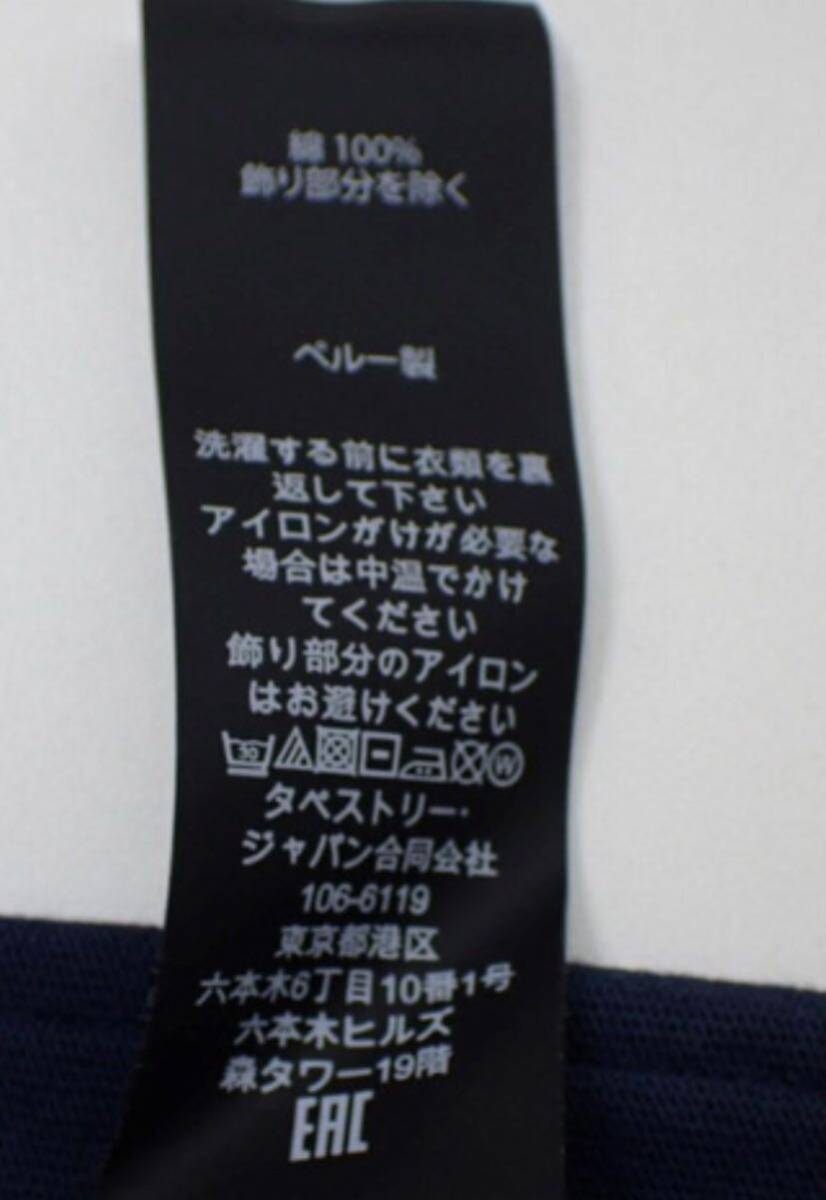 綿 100%
飾り部分を除く
ペルー製
洗濯する前に衣類を裏
返して下さい
アイロンがけが必要な
場合は中温でかけ
てください
飾り部分のアイロン
はお避けください
30 W
タペストリー・
ジャパン合同会社
106-6119
東京都港区
六本木6丁目10番1号
六本木ヒルズ
森タワー19階
EAC